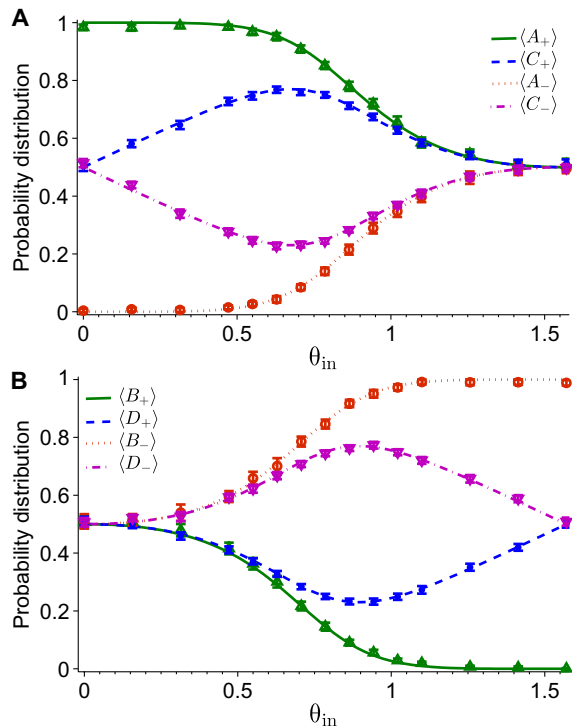 A
1
0.8
0.6
0.4
0.2
0
Probability distribution
⟨A₊⟩
⟨C₊⟩
⟨A₋⟩
⟨C₋⟩
0 0.5 1 1.5
θin
B
1
0.8
0.6
0.4
0.2
0
Probability distribution
⟨B₊⟩
⟨D₊⟩
⟨B₋⟩
⟨D₋⟩
0 0.5 1 1.5
θin